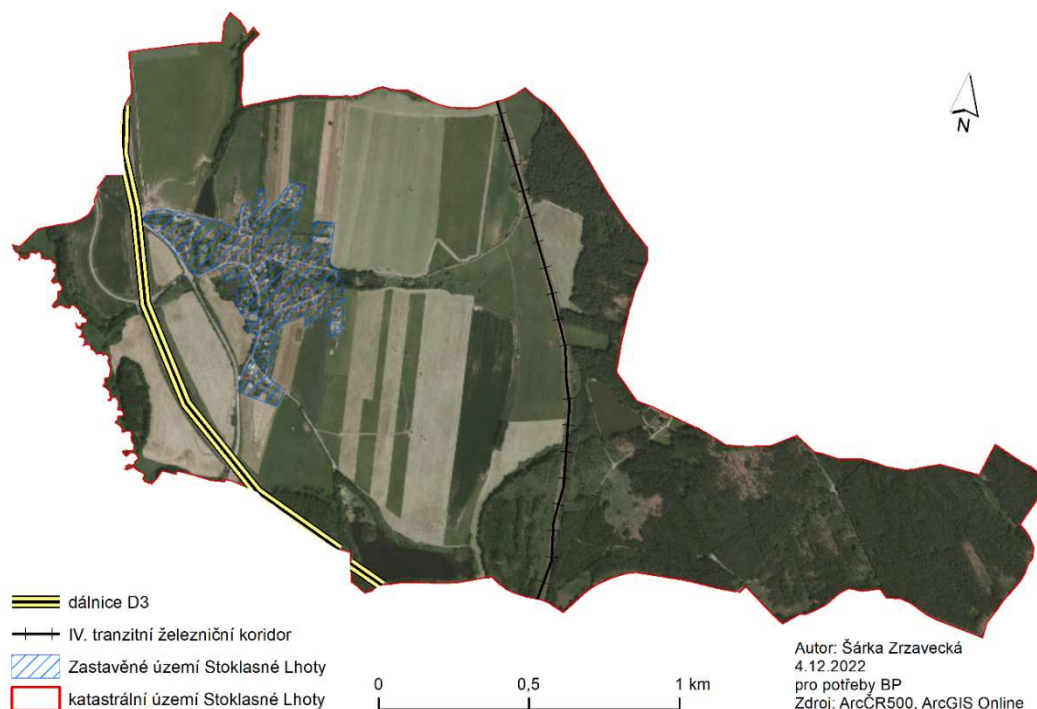 N
dálnice D3
IV. tranzitní železniční koridor
Zastavěné území Stoklasné Lhoty
katastrální území Stoklasné Lhoty
0 0,5 1 km
Autor: Šárka Zrzavecká
4.12.2022
pro potřeby BP
Zdroj: ArcČR500, ArcGIS Online